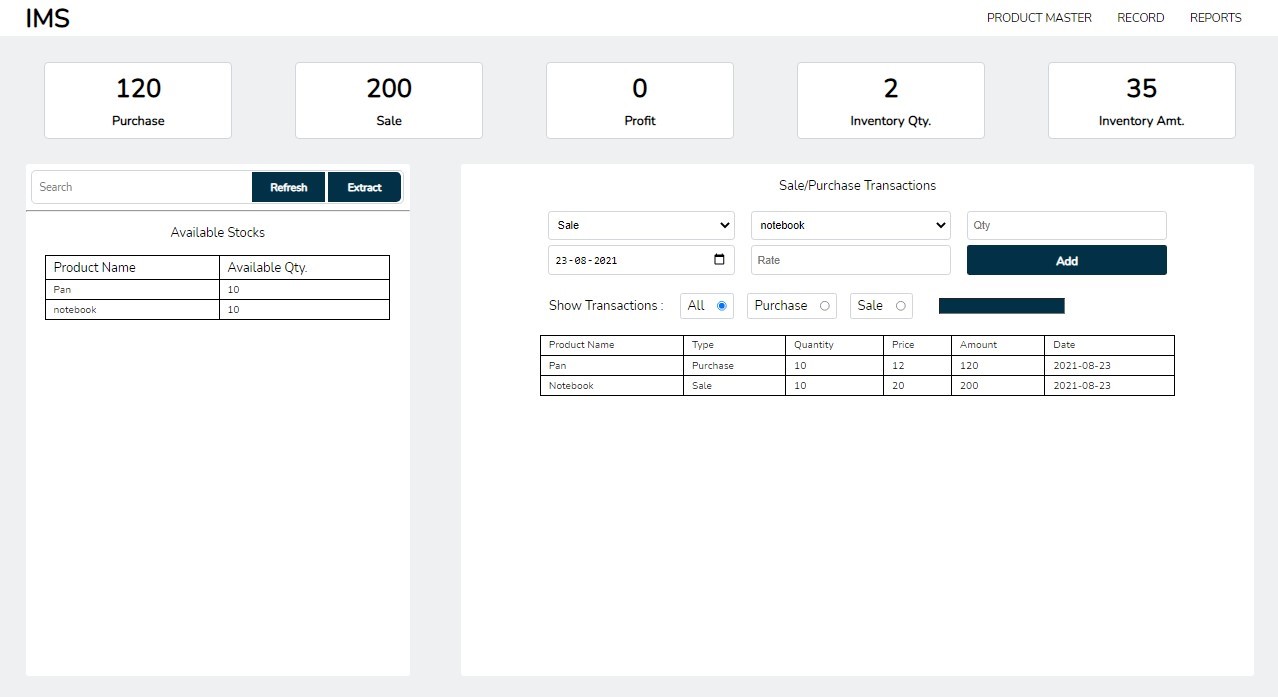 IMS PRODUCT MASTER RECORD REPORTS
120 200 0 2 35
Purchase Sale Profit Inventory Qty. Inventory Amt.
Search Refresh Extract
Available Stocks
Product Name Available Qty.
Pan 10
notebook 10
Sale/Purchase Transactions
Sale notebook Qty
23-08-2021 Rate Add
Show Transactions : All Purchase Sale
Product Name Type Quantity Price Amount Date
Pan Purchase 10 12 120 2021-08-23
Notebook Sale 10 20 200 2021-08-23